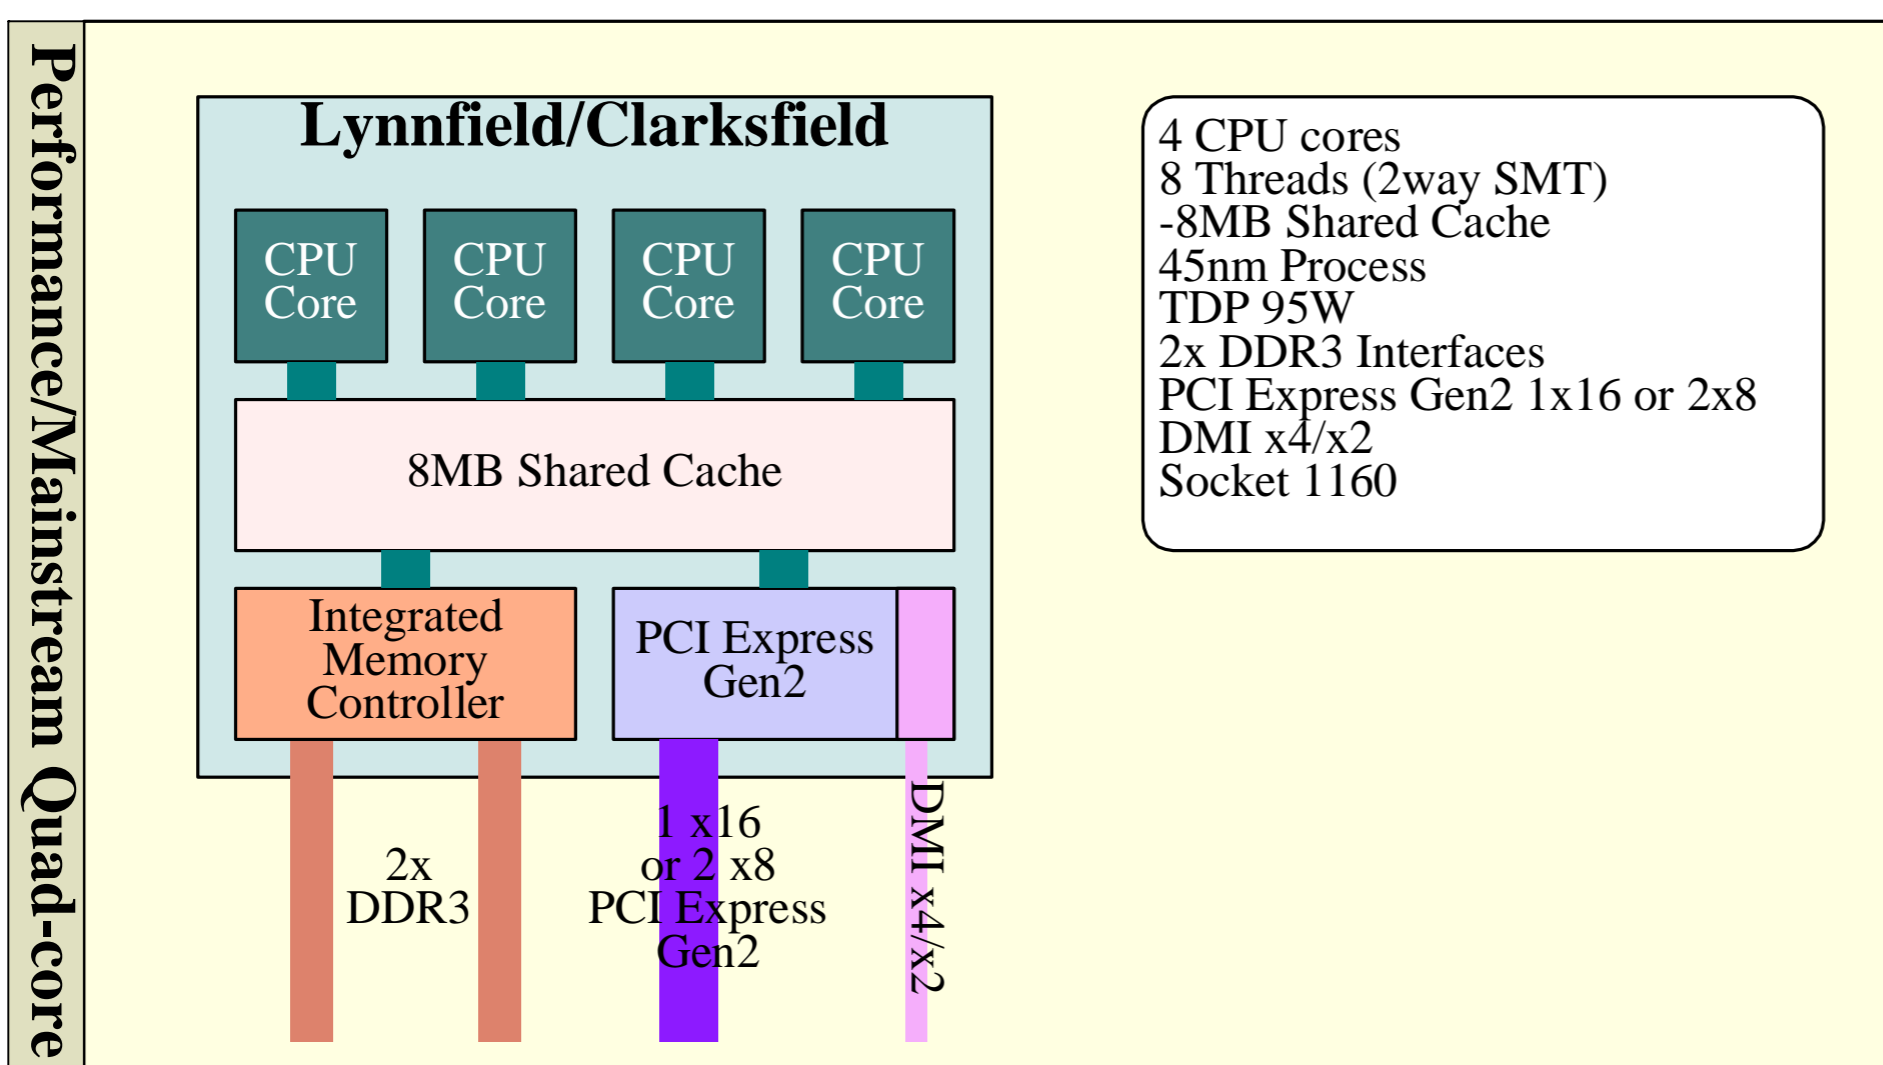 Performance/Mainstream Quad-core
Lynnfield/Clarksfield
CPU
Core
CPU
Core
CPU
Core
CPU
Core
8MB Shared Cache
Integrated
Memory
Controller
PCI Express
Gen2
2x
DDR3
1 x16
or 2 x8
PCI Express
Gen2
DMI x4/x2
4 CPU cores
8 Threads (2way SMT)
-8MB Shared Cache
45nm Process
TDP 95W
2x DDR3 Interfaces
PCI Express Gen2 1x16 or 2x8
DMI x4/x2
Socket 1160